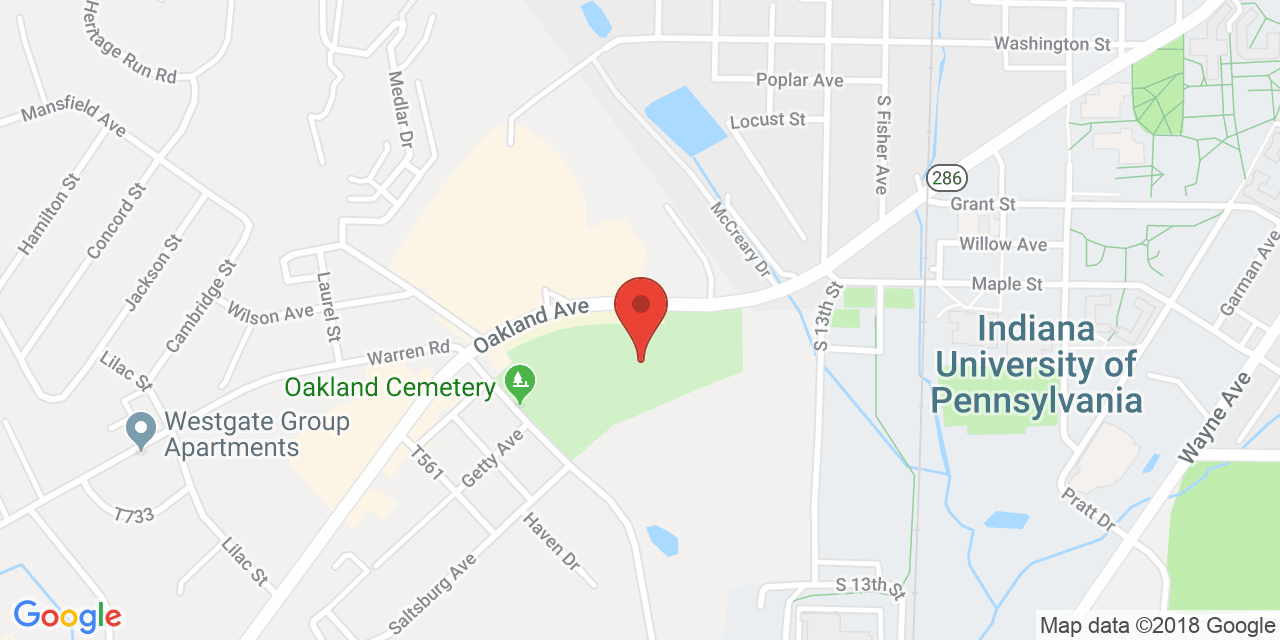 Heritage Run Rd
Mansfield Ave
Medlar Dr
Washington St
Poplar Ave
Locust St
S Fisher Ave
286
Grant St
McCreary Dr
Willow Ave
Maple St
Garman Ave
Hamilton St
Concord St
Jackson St
Cambridge St
Wilson Ave
Laurel St
Oakland Ave
S 13th St
Indiana
University of
Pennsylvania
Warren Rd
Lilac St
Oakland Cemetery
Wayne Ave
Westgate Group
Apartments
T561
Getty Ave
T733
Lilac St
Haven Dr
Pratt Dr
Saltsburg Ave
S 13th St
Google
Map data ©2018 Google